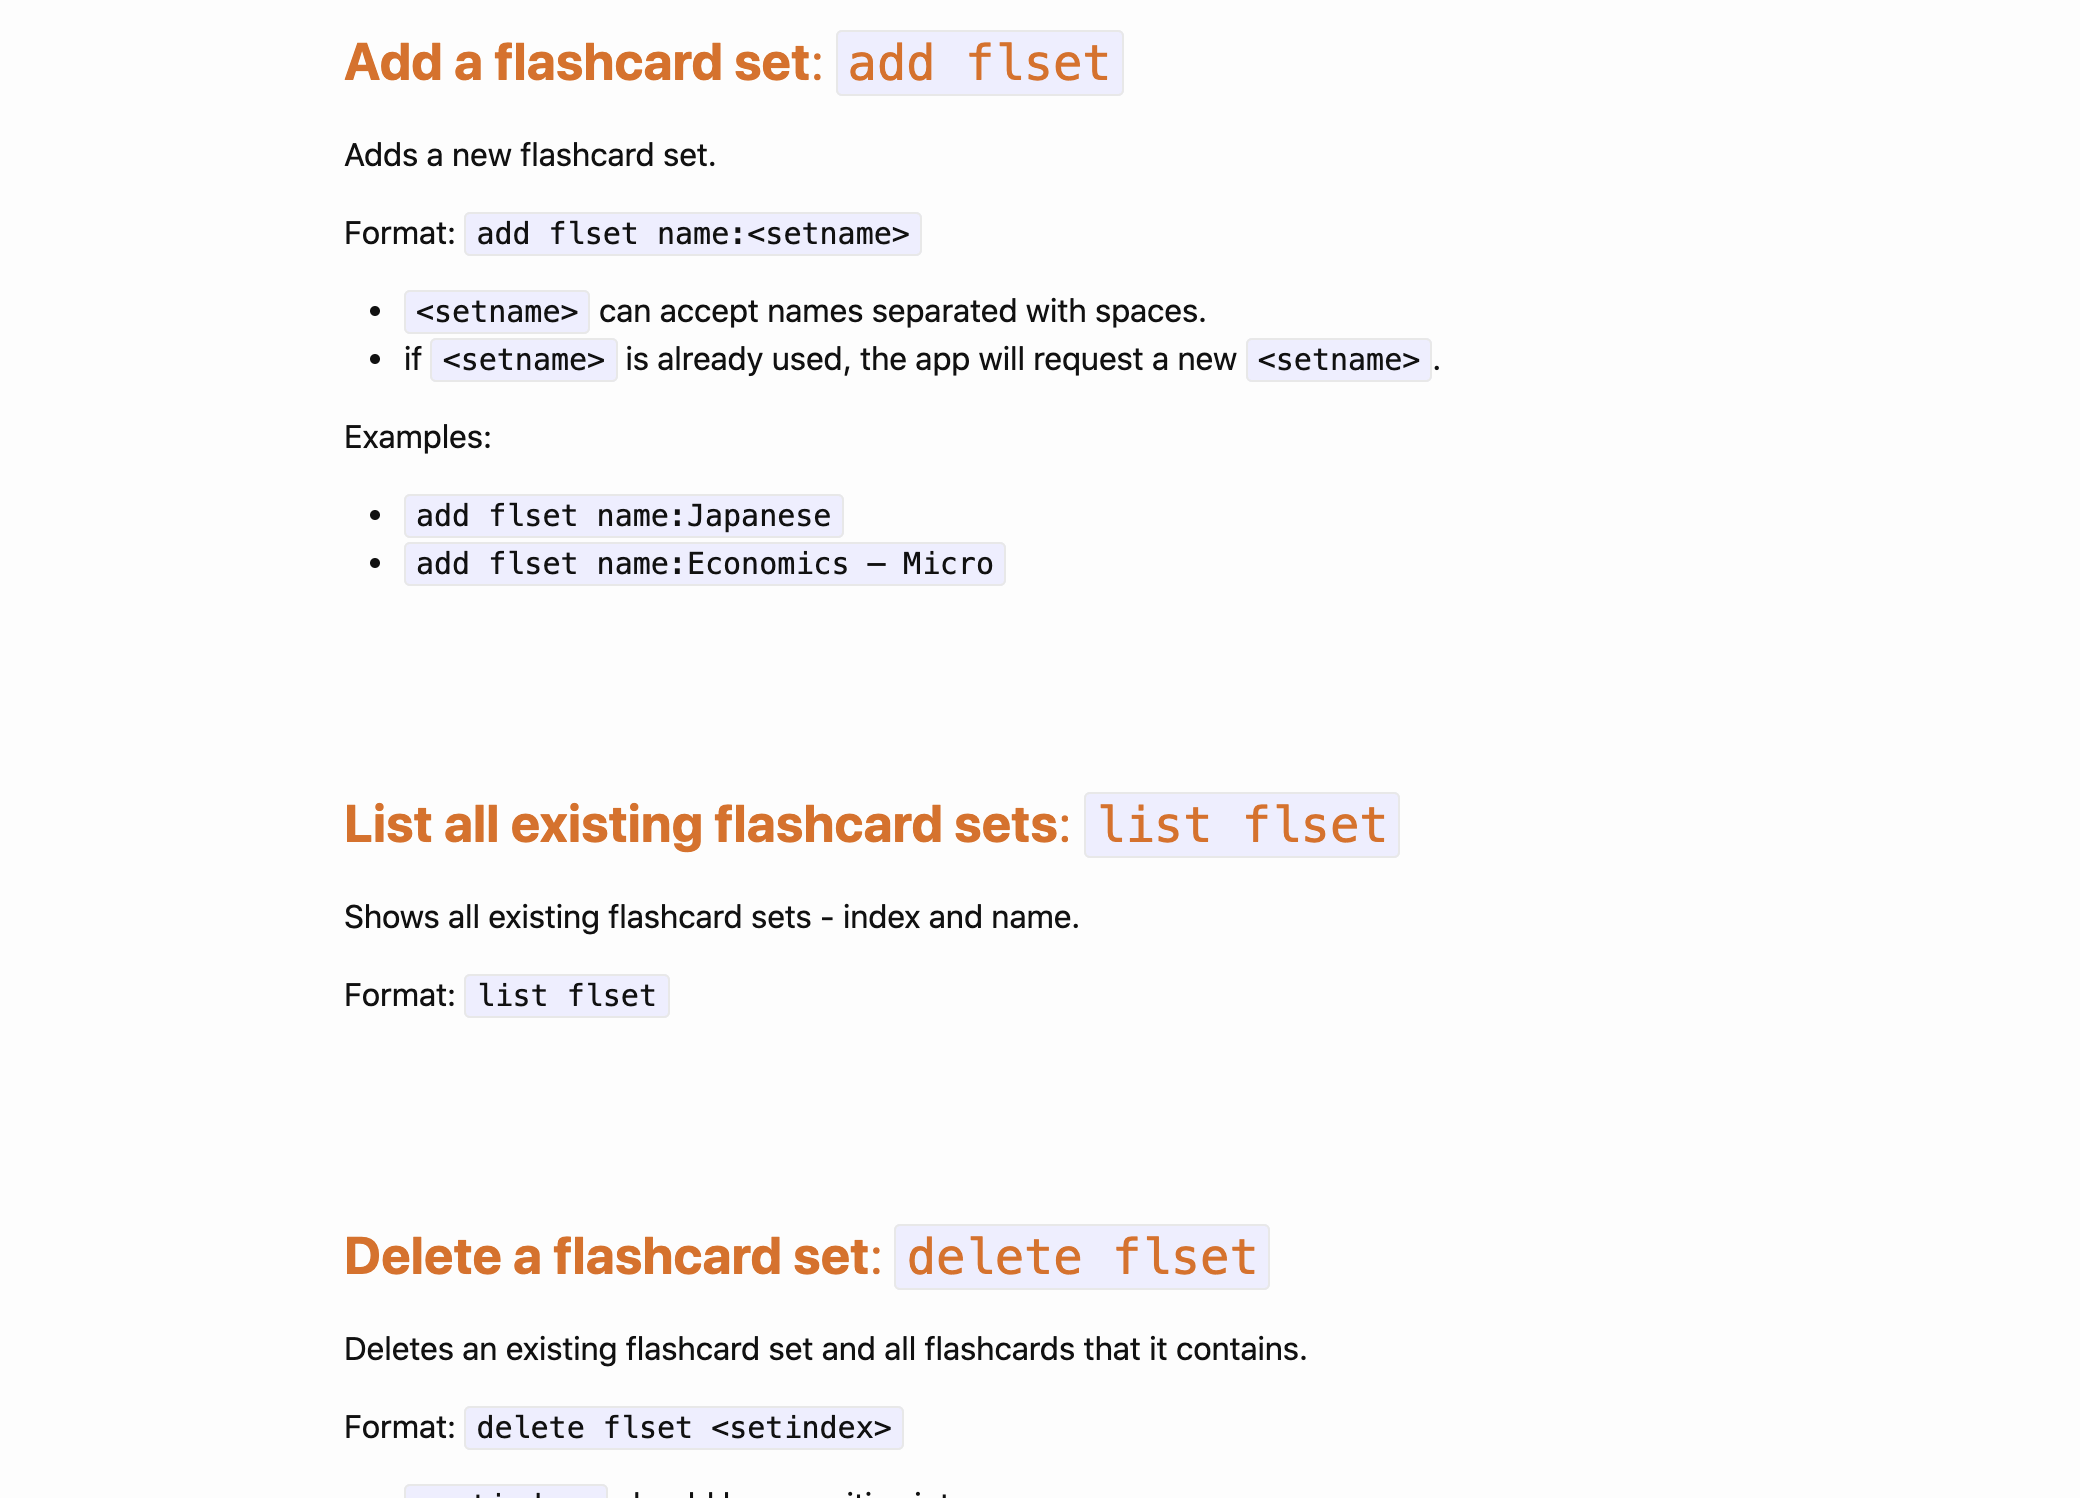 Add a flashcard set: add flset
Adds a new flashcard set.
Format: add flset name:<setname>
• <setname> can accept names separated with spaces.
• if <setname> is already used, the app will request a new <setname>.
Examples:
• add flset name:Japanese
• add flset name:Economics – Micro
List all existing flashcard sets: list flset
Shows all existing flashcard sets - index and name.
Format: list flset
Delete a flashcard set: delete flset
Deletes an existing flashcard set and all flashcards that it contains.
Format: delete flset <setindex>